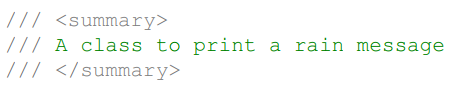 /// <summary>
/// A class to print a rain message
/// </summary>